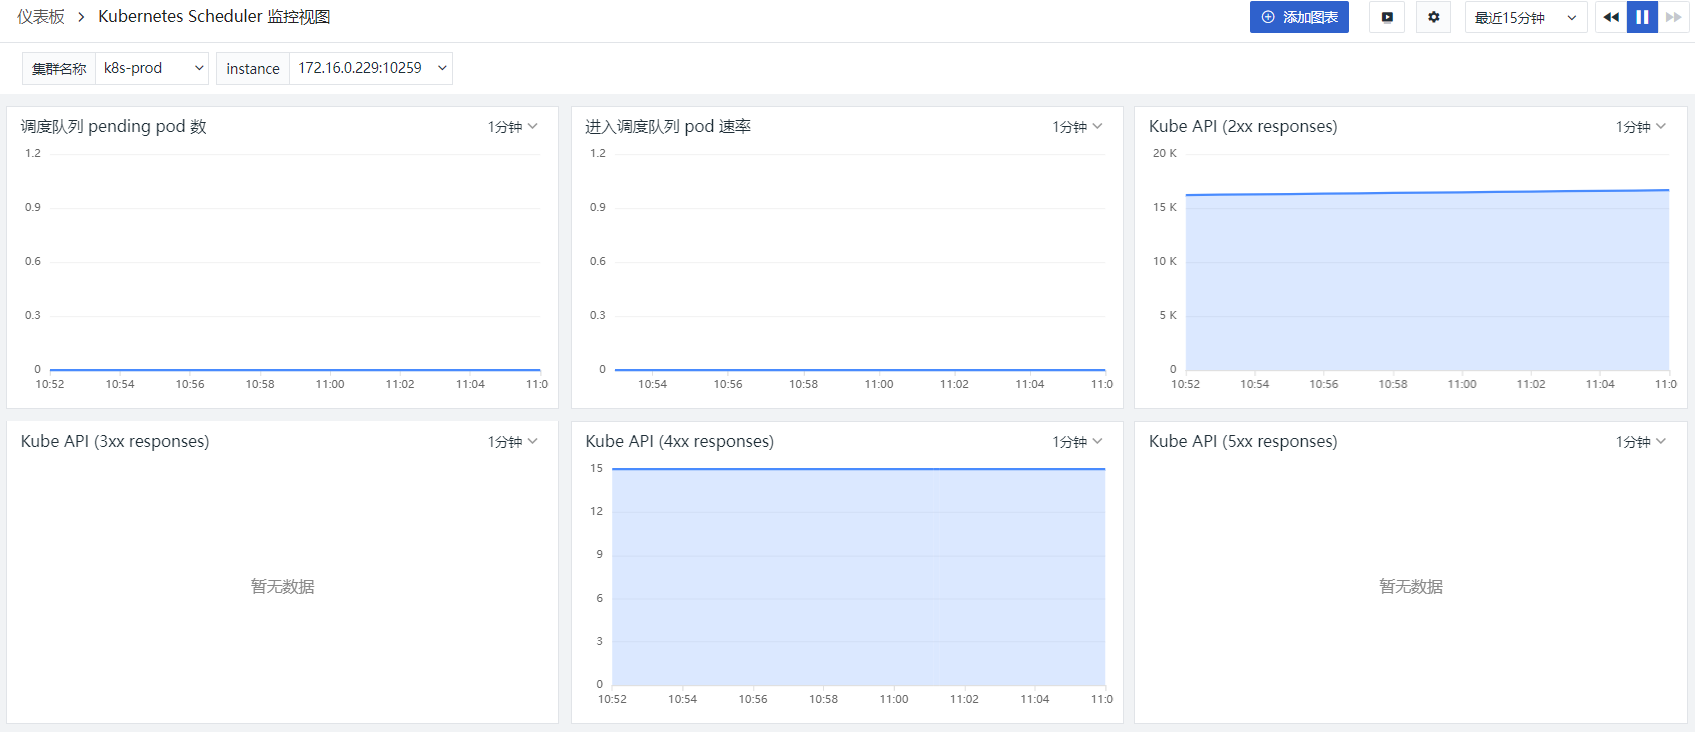 仪表板 > Kubernetes Scheduler 监控视图
添加图表
最近15分钟
集群名称 k8s-prod
instance 172.16.0.229:10259
调度队列 pending pod 数
1分钟
1.2
0.9
0.6
0.3
0
10:52 10:54 10:56 10:58 11:00 11:02 11:04 11:0
进入调度队列 pod 速率
1分钟
1.2
0.9
0.6
0.3
0
10:54 10:56 10:58 11:00 11:02 11:04 11:0
Kube API (2xx responses)
1分钟
20 K
15 K
10 K
5 K
0
10:52 10:54 10:56 10:58 11:00 11:02 11:04 11:0
Kube API (3xx responses)
1分钟
暂无数据
Kube API (4xx responses)
1分钟
15
12
9
6
3
0
10:52 10:54 10:56 10:58 11:00 11:02 11:04 11:0
Kube API (5xx responses)
1分钟
暂无数据